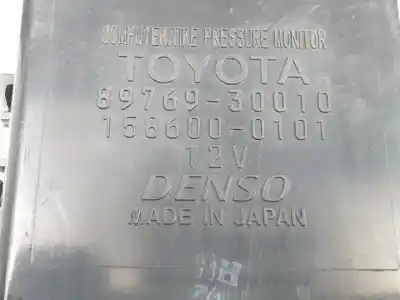 COMPUTER,TIRE PRESSURE MONITOR
TOYOTA
89769-30010
158600-0101
12V
DENSO
MADE IN JAPAN